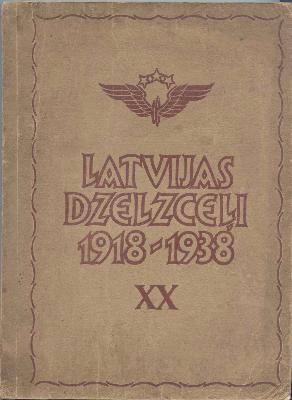 LATVIJAS
DZELZCEĻI
1918-1938
XX